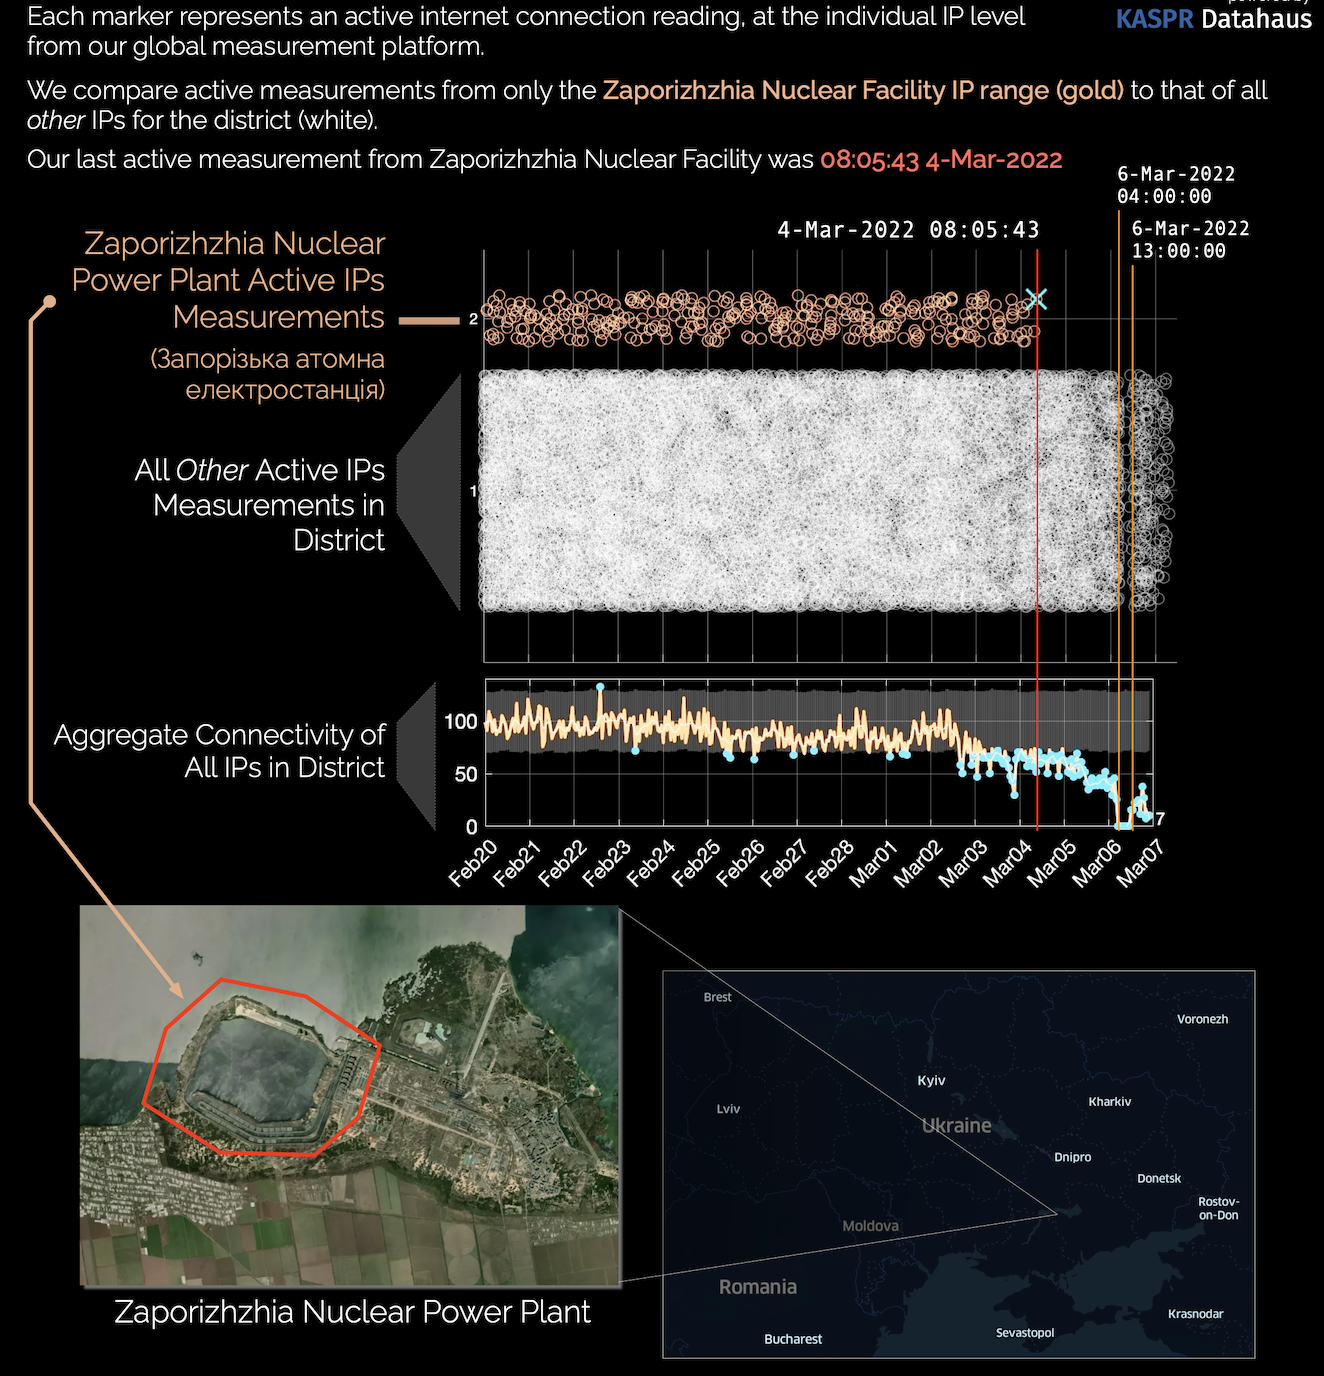 Each marker represents an active internet connection reading, at the individual IP level
from our global measurement platform.
powered by
KASPR Datahaus
We compare active measurements from only the Zaporizhzhia Nuclear Facility IP range (gold) to that of all
other IPs for the district (white).
Our last active measurement from Zaporizhzhia Nuclear Facility was 08:05:43 4-Mar-2022
6-Mar-2022
04:00:00
6-Mar-2022
13:00:00
4-Mar-2022 08:05:43
Zaporizhzhia Nuclear
Power Plant Active IPs
Measurements
(Запорізька атомна
електростанція)
2
All Other Active IPs
Measurements in
District
1
Aggregate Connectivity of
All IPs in District
100
50
0
7
Feb20
Feb21
Feb22
Feb23
Feb24
Feb25
Feb26
Feb27
Feb28
Mar01
Mar02
Mar03
Mar04
Mar05
Mar06
Mar07
Zaporizhzhia Nuclear Power Plant
Brest
Voronezh
Kyiv
Kharkiv
Lviv
Ukraine
Dnipro
Donetsk
Rostov-
on-Don
Moldova
Romania
Krasnodar
Sevastopol
Bucharest